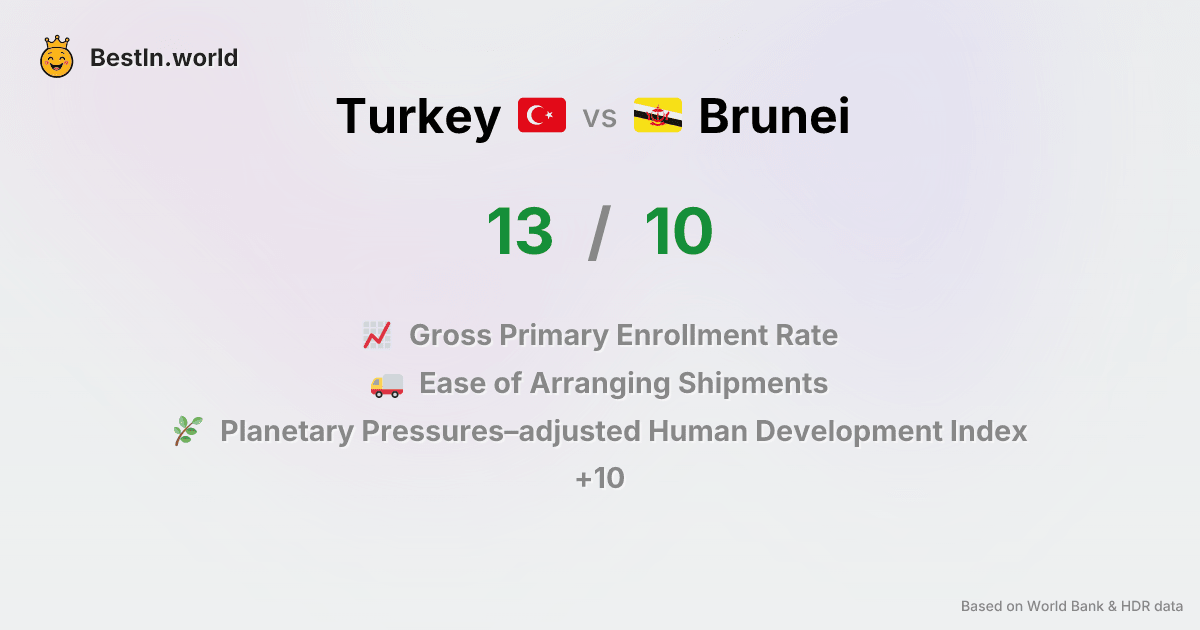 BestIn.world
Turkey vs Brunei
13 / 10
Gross Primary Enrollment Rate
Ease of Arranging Shipments
Planetary Pressures–adjusted Human Development Index
+10
Based on World Bank & HDR data